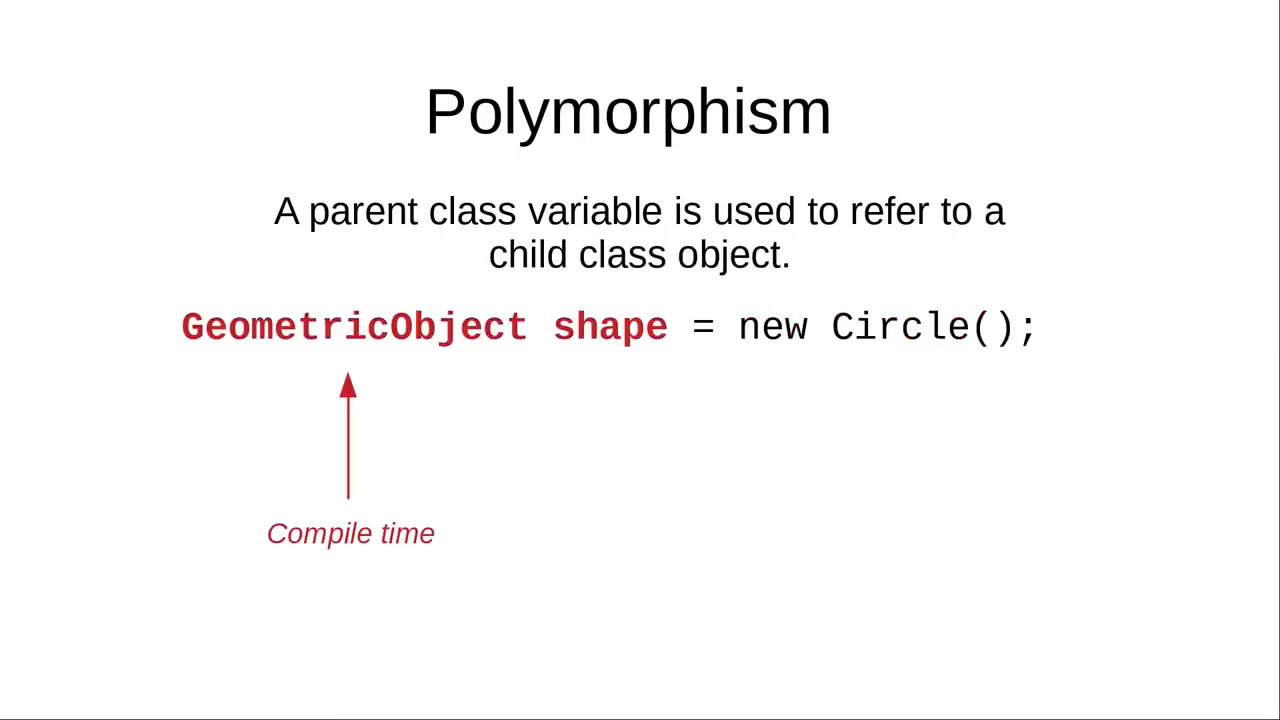 Polymorphism
A parent class variable is used to refer to a
child class object.
GeometricObject shape = new Circle();
Compile time